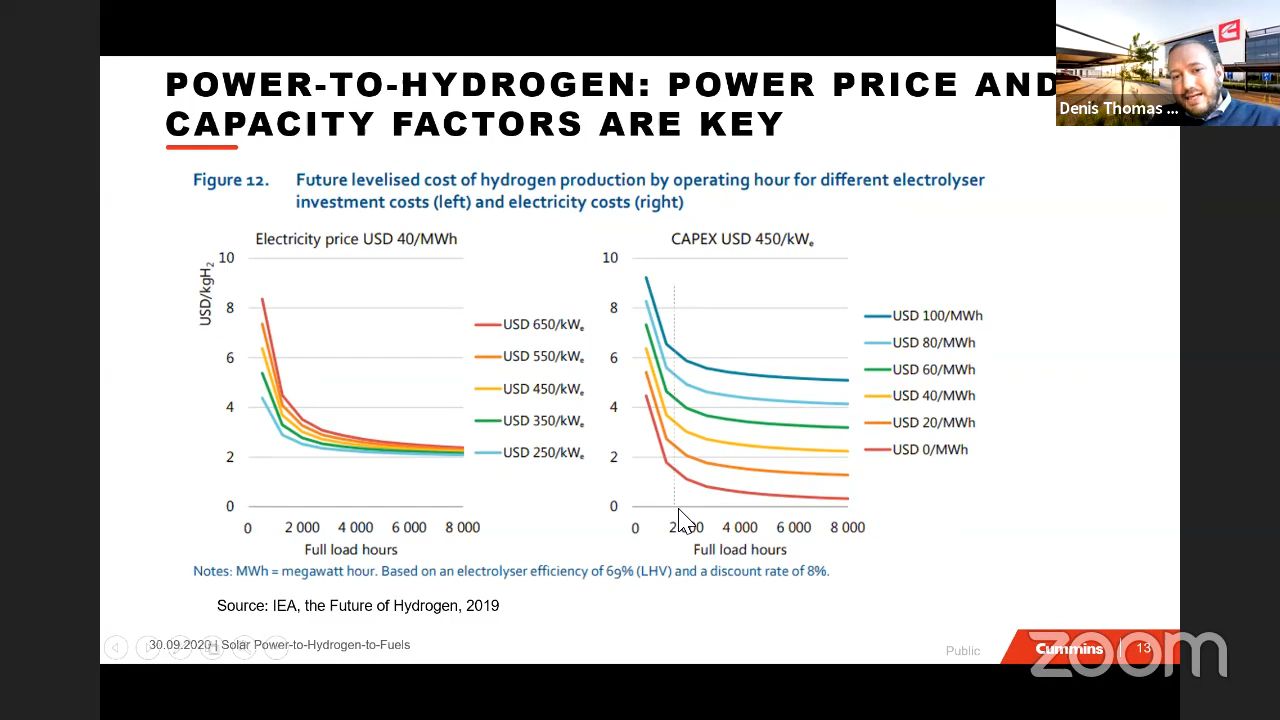 POWER-TO-HYDROGEN: POWER PRICE AND
CAPACITY FACTORS ARE KEY
Denis Thomas ...
Figure 12. Future levelised cost of hydrogen production by operating hour for different electrolyser
investment costs (left) and electricity costs (right)
Electricity price USD 40/MWh
USD/kgH₂
10
8
6
4
2
0
0 2 000 4 000 6 000 8 000
Full load hours
USD 650/kWₑ
USD 550/kWₑ
USD 450/kWₑ
USD 350/kWₑ
USD 250/kWₑ
CAPEX USD 450/kWₑ
10
8
6
4
2
0
0 2 000 4 000 6 000 8 000
Full load hours
USD 100/MWh
USD 80/MWh
USD 60/MWh
USD 40/MWh
USD 20/MWh
USD 0/MWh
Notes: MWh = megawatt hour. Based on an electrolyser efficiency of 69% (LHV) and a discount rate of 8%.
Source: IEA, the Future of Hydrogen, 2019
30.09.2020 | Solar Power-to-Hydrogen-to-Fuels
Public
Cummins
13
zoom